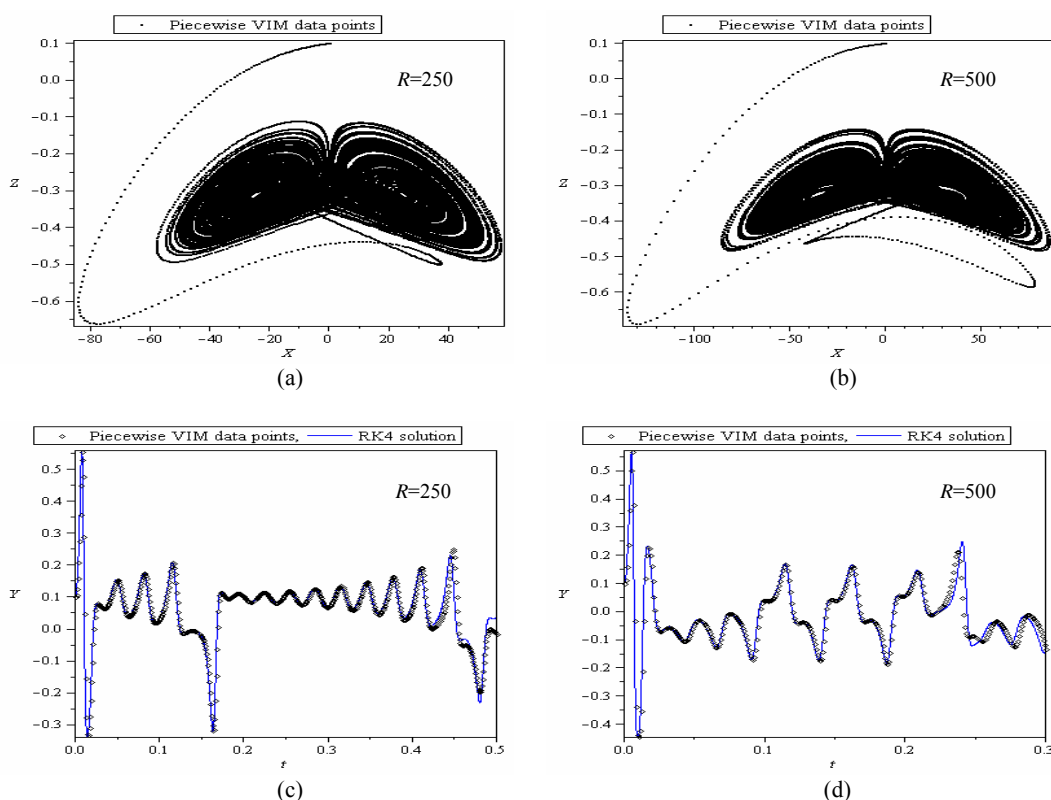 Piecewise VIM data points
0.1
0.0
−0.1
−0.2
−0.3
−0.4
−0.5
−0.6
Z
R=250
−80
−60
−40
−20
0
20
40
X
(a)
Piecewise VIM data points
0.1
0.0
−0.1
−0.2
−0.3
−0.4
−0.5
−0.6
Z
R=500
−100
−50
0
50
X
(b)
Piecewise VIM data points, RK4 solution
0.5
0.4
0.3
0.2
0.1
0.0
−0.1
−0.2
−0.3
Y
R=250
0.0
0.1
0.2
0.3
0.4
0.5
t
(c)
Piecewise VIM data points, RK4 solution
0.5
0.4
0.3
0.2
0.1
0.0
−0.1
−0.2
−0.3
−0.4
Y
R=500
0.0
0.1
0.2
0.3
t
(d)